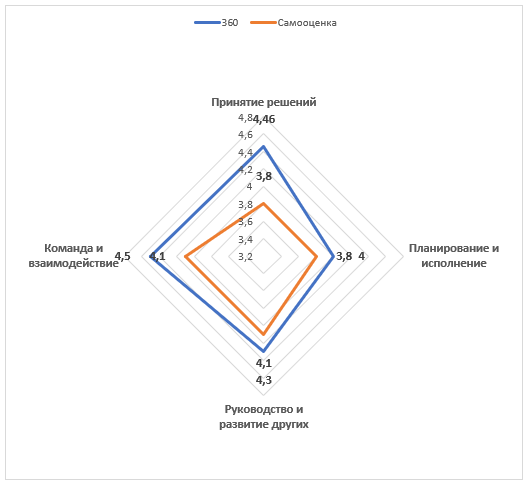 360 Самооценка
Принятие решений
4,8
4,46
4,6
4,4
4,2
3,8
4
3,8
3,6
3,4
3,2
Команда и
взаимодействие
4,5
4,1
3,8
4
Планирование и
исполнение
4,1
4,3
Руководство и
развитие других